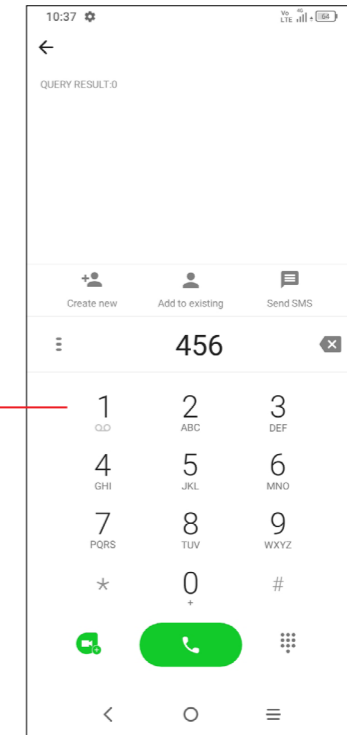 10:37
Vo
LTE 4G 64
QUERY RESULT:0
Create new Add to existing Send SMS
456
1 2 3
ABC DEF
4 5 6
GHI JKL MNO
7 8 9
PQRS TUV WXYZ
* 0 #
+